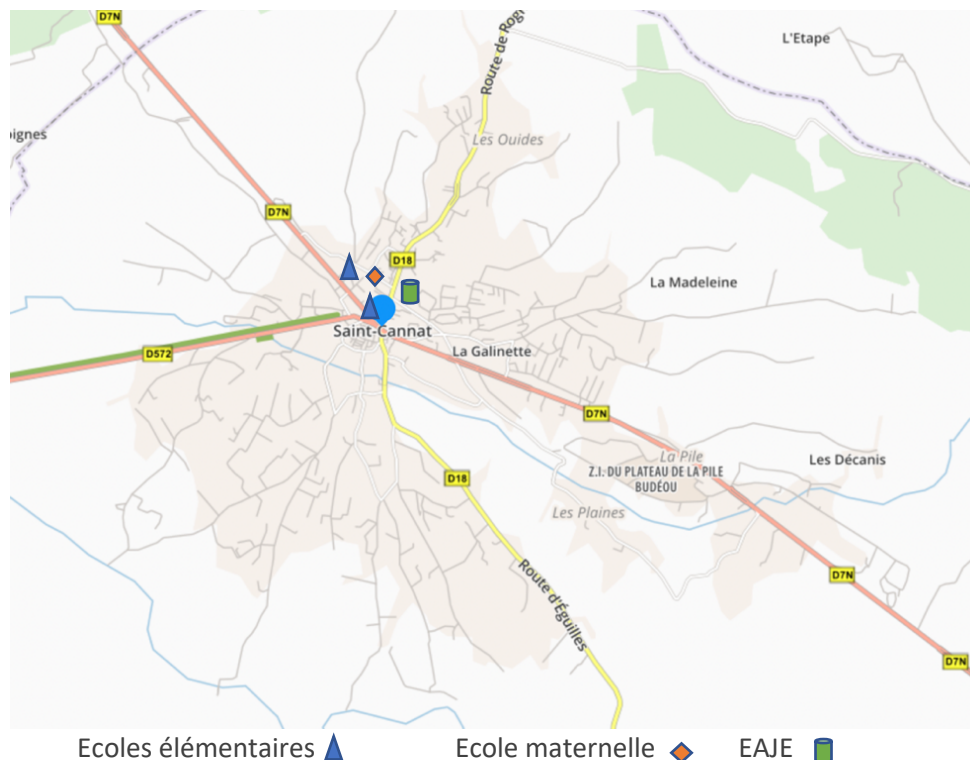 D7N
Route de Rog
L'Etape
Les Ouides
D7N
D18
La Madeleine
Saint-Cannat
La Galinette
D572
D7N
La Pile
Z.I. DU PLATEAU DE LA PILE
BUDÉOU
Les Décanis
D18
Les Plaines
Route d'Éguilles
D7N
D7N
Ecoles élémentaires
Ecole maternelle
EAJE